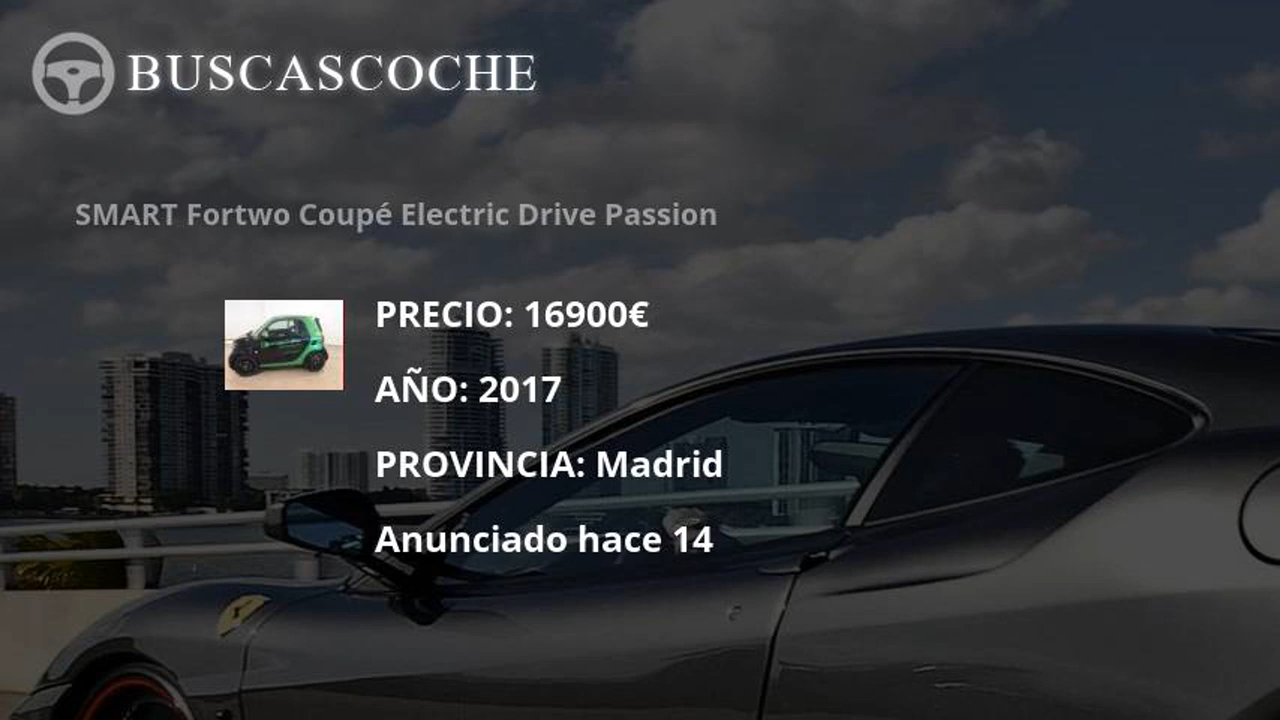 BUSCASCOCHE
SMART Fortwo Coupé Electric Drive Passion
PRECIO: 16900€
AÑO: 2017
PROVINCIA: Madrid
Anunciado hace 14